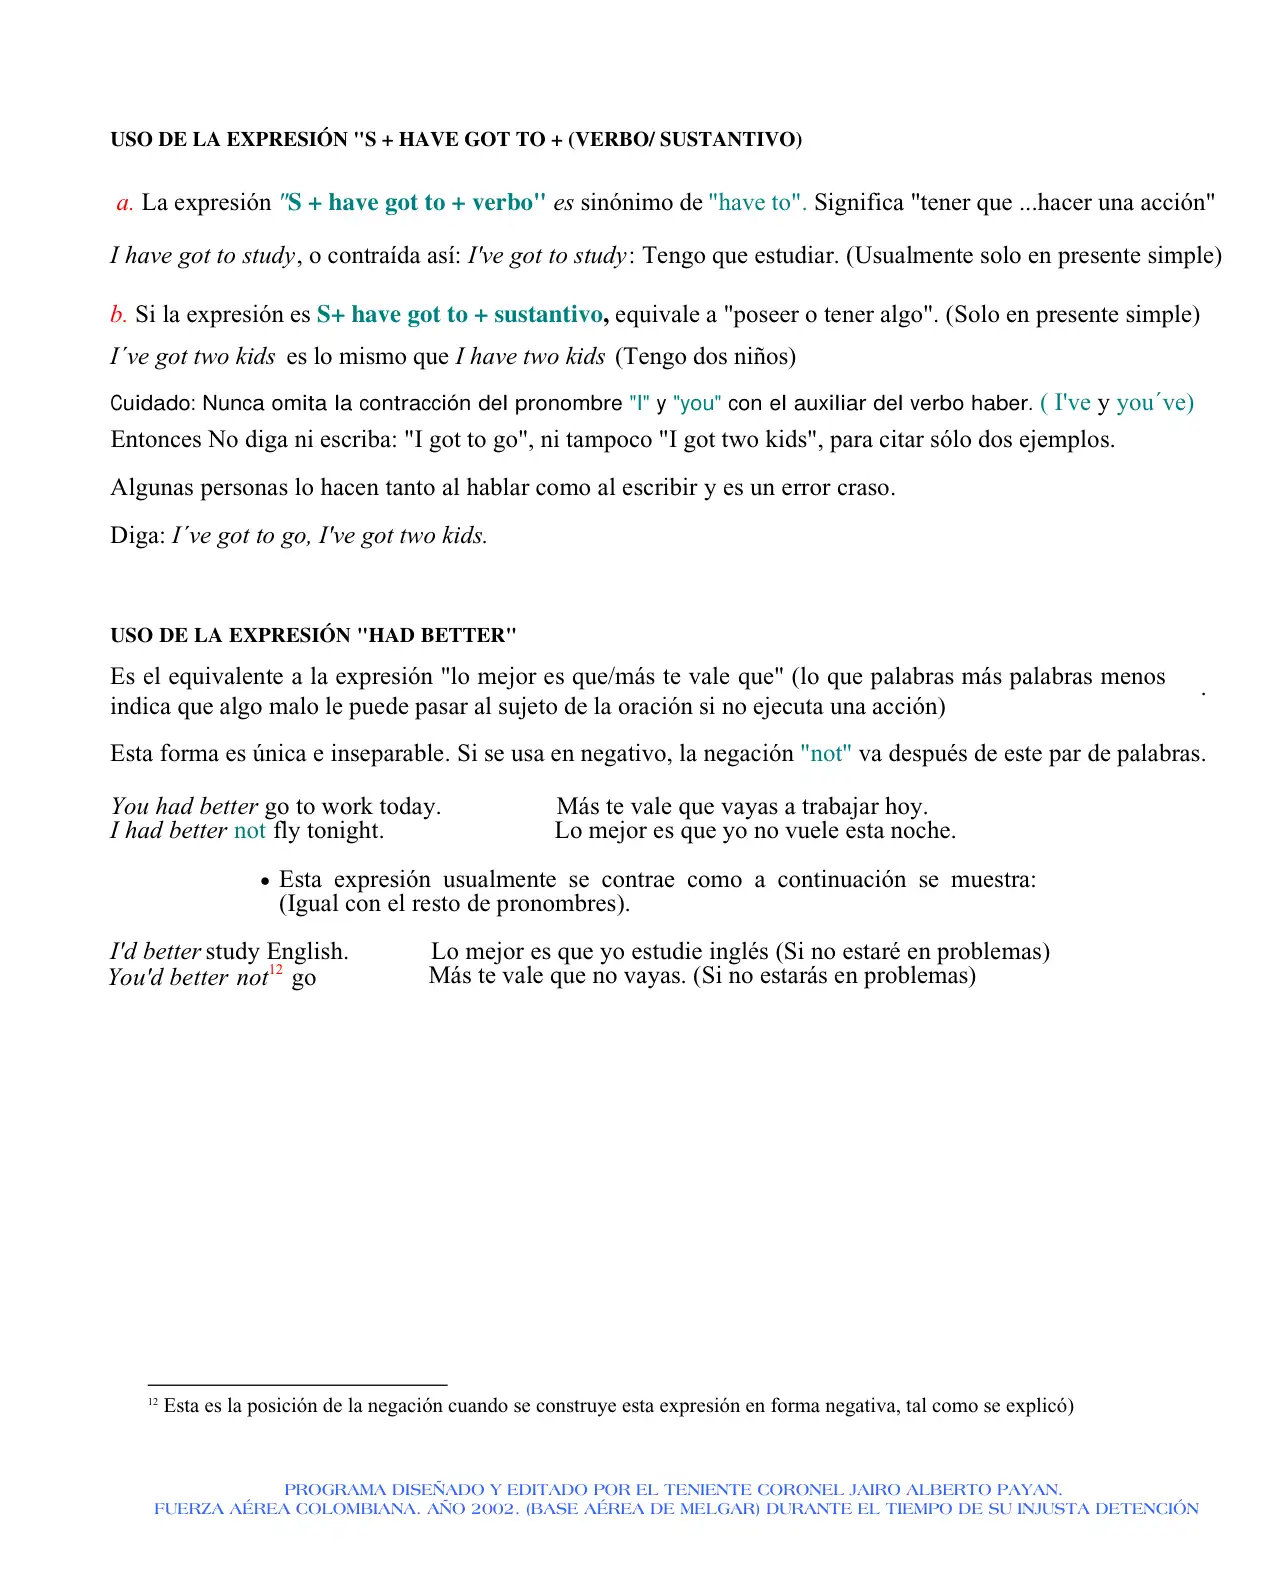 USO DE LA EXPRESIÓN "S + HAVE GOT TO + (VERBO/ SUSTANTIVO)
a. La expresión "S + have got to + verbo" es sinónimo de "have to". Significa "tener que ...hacer una acción"
I have got to study, o contraída así: I've got to study: Tengo que estudiar. (Usualmente solo en presente simple)
b. Si la expresión es S+ have got to + sustantivo, equivale a "poseer o tener algo". (Solo en presente simple)
I´ve got two kids es lo mismo que I have two kids (Tengo dos niños)
Cuidado: Nunca omita la contracción del pronombre "I" y "you" con el auxiliar del verbo haber. ( I've y you´ve)
Entonces No diga ni escriba: "I got to go", ni tampoco "I got two kids", para citar sólo dos ejemplos.
Algunas personas lo hacen tanto al hablar como al escribir y es un error craso.
Diga: I´ve got to go, I've got two kids.
USO DE LA EXPRESIÓN "HAD BETTER"
Es el equivalente a la expresión "lo mejor es que/más te vale que" (lo que palabras más palabras menos .
indica que algo malo le puede pasar al sujeto de la oración si no ejecuta una acción)
Esta forma es única e inseparable. Si se usa en negativo, la negación "not" va después de este par de palabras.
You had better go to work today. Más te vale que vayas a trabajar hoy.
I had better not fly tonight. Lo mejor es que yo no vuele esta noche.
• Esta expresión usualmente se contrae como a continuación se muestra:
(Igual con el resto de pronombres).
I'd better study English. Lo mejor es que yo estudie inglés (Si no estaré en problemas)
You'd better not12 go Más te vale que no vayas. (Si no estarás en problemas)
12 Esta es la posición de la negación cuando se construye esta expresión en forma negativa, tal como se explicó)
PROGRAMA DISEÑADO Y EDITADO POR EL TENIENTE CORONEL JAIRO ALBERTO PAYAN.
FUERZA AÉREA COLOMBIANA. AÑO 2002. (BASE AÉREA DE MELGAR) DURANTE EL TIEMPO DE SU INJUSTA DETENCIÓN